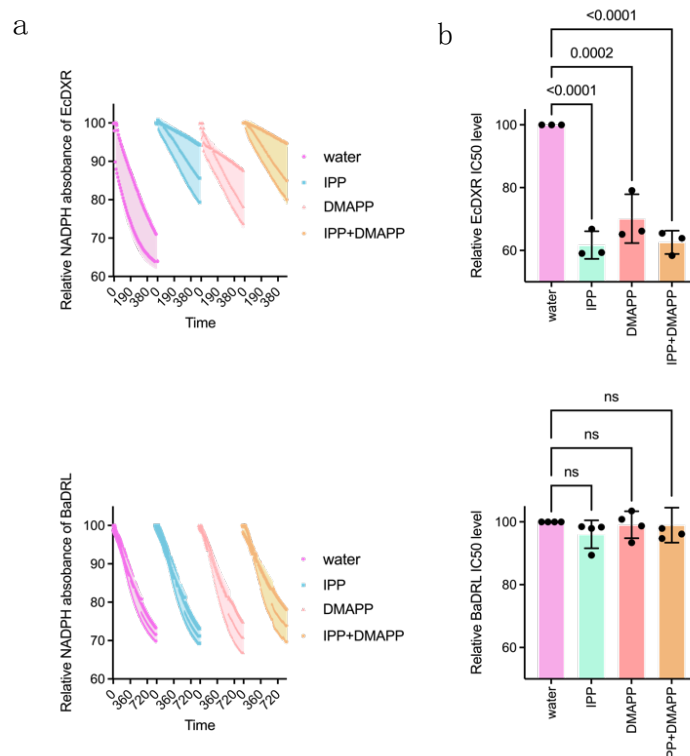 a
b
Relative NADPH absobance of EcDXR
100
90
80
70
60
0
190
380
0
190
380
0
190
380
0
190
380
Time
water
IPP
DMAPP
IPP+DMAPP
Relative EcDXR IC50 level
<0.0001
0.0002
<0.0001
100
80
60
water
IPP
DMAPP
IPP+DMAPP
Relative NADPH absobance of BaDRL
100
90
80
70
60
0
360
720
0
360
720
0
360
720
0
360
720
Time
water
IPP
DMAPP
IPP+DMAPP
Relative BaDRL IC50 level
ns
ns
ns
100
80
60
water
IPP
DMAPP
PP+DMAPP